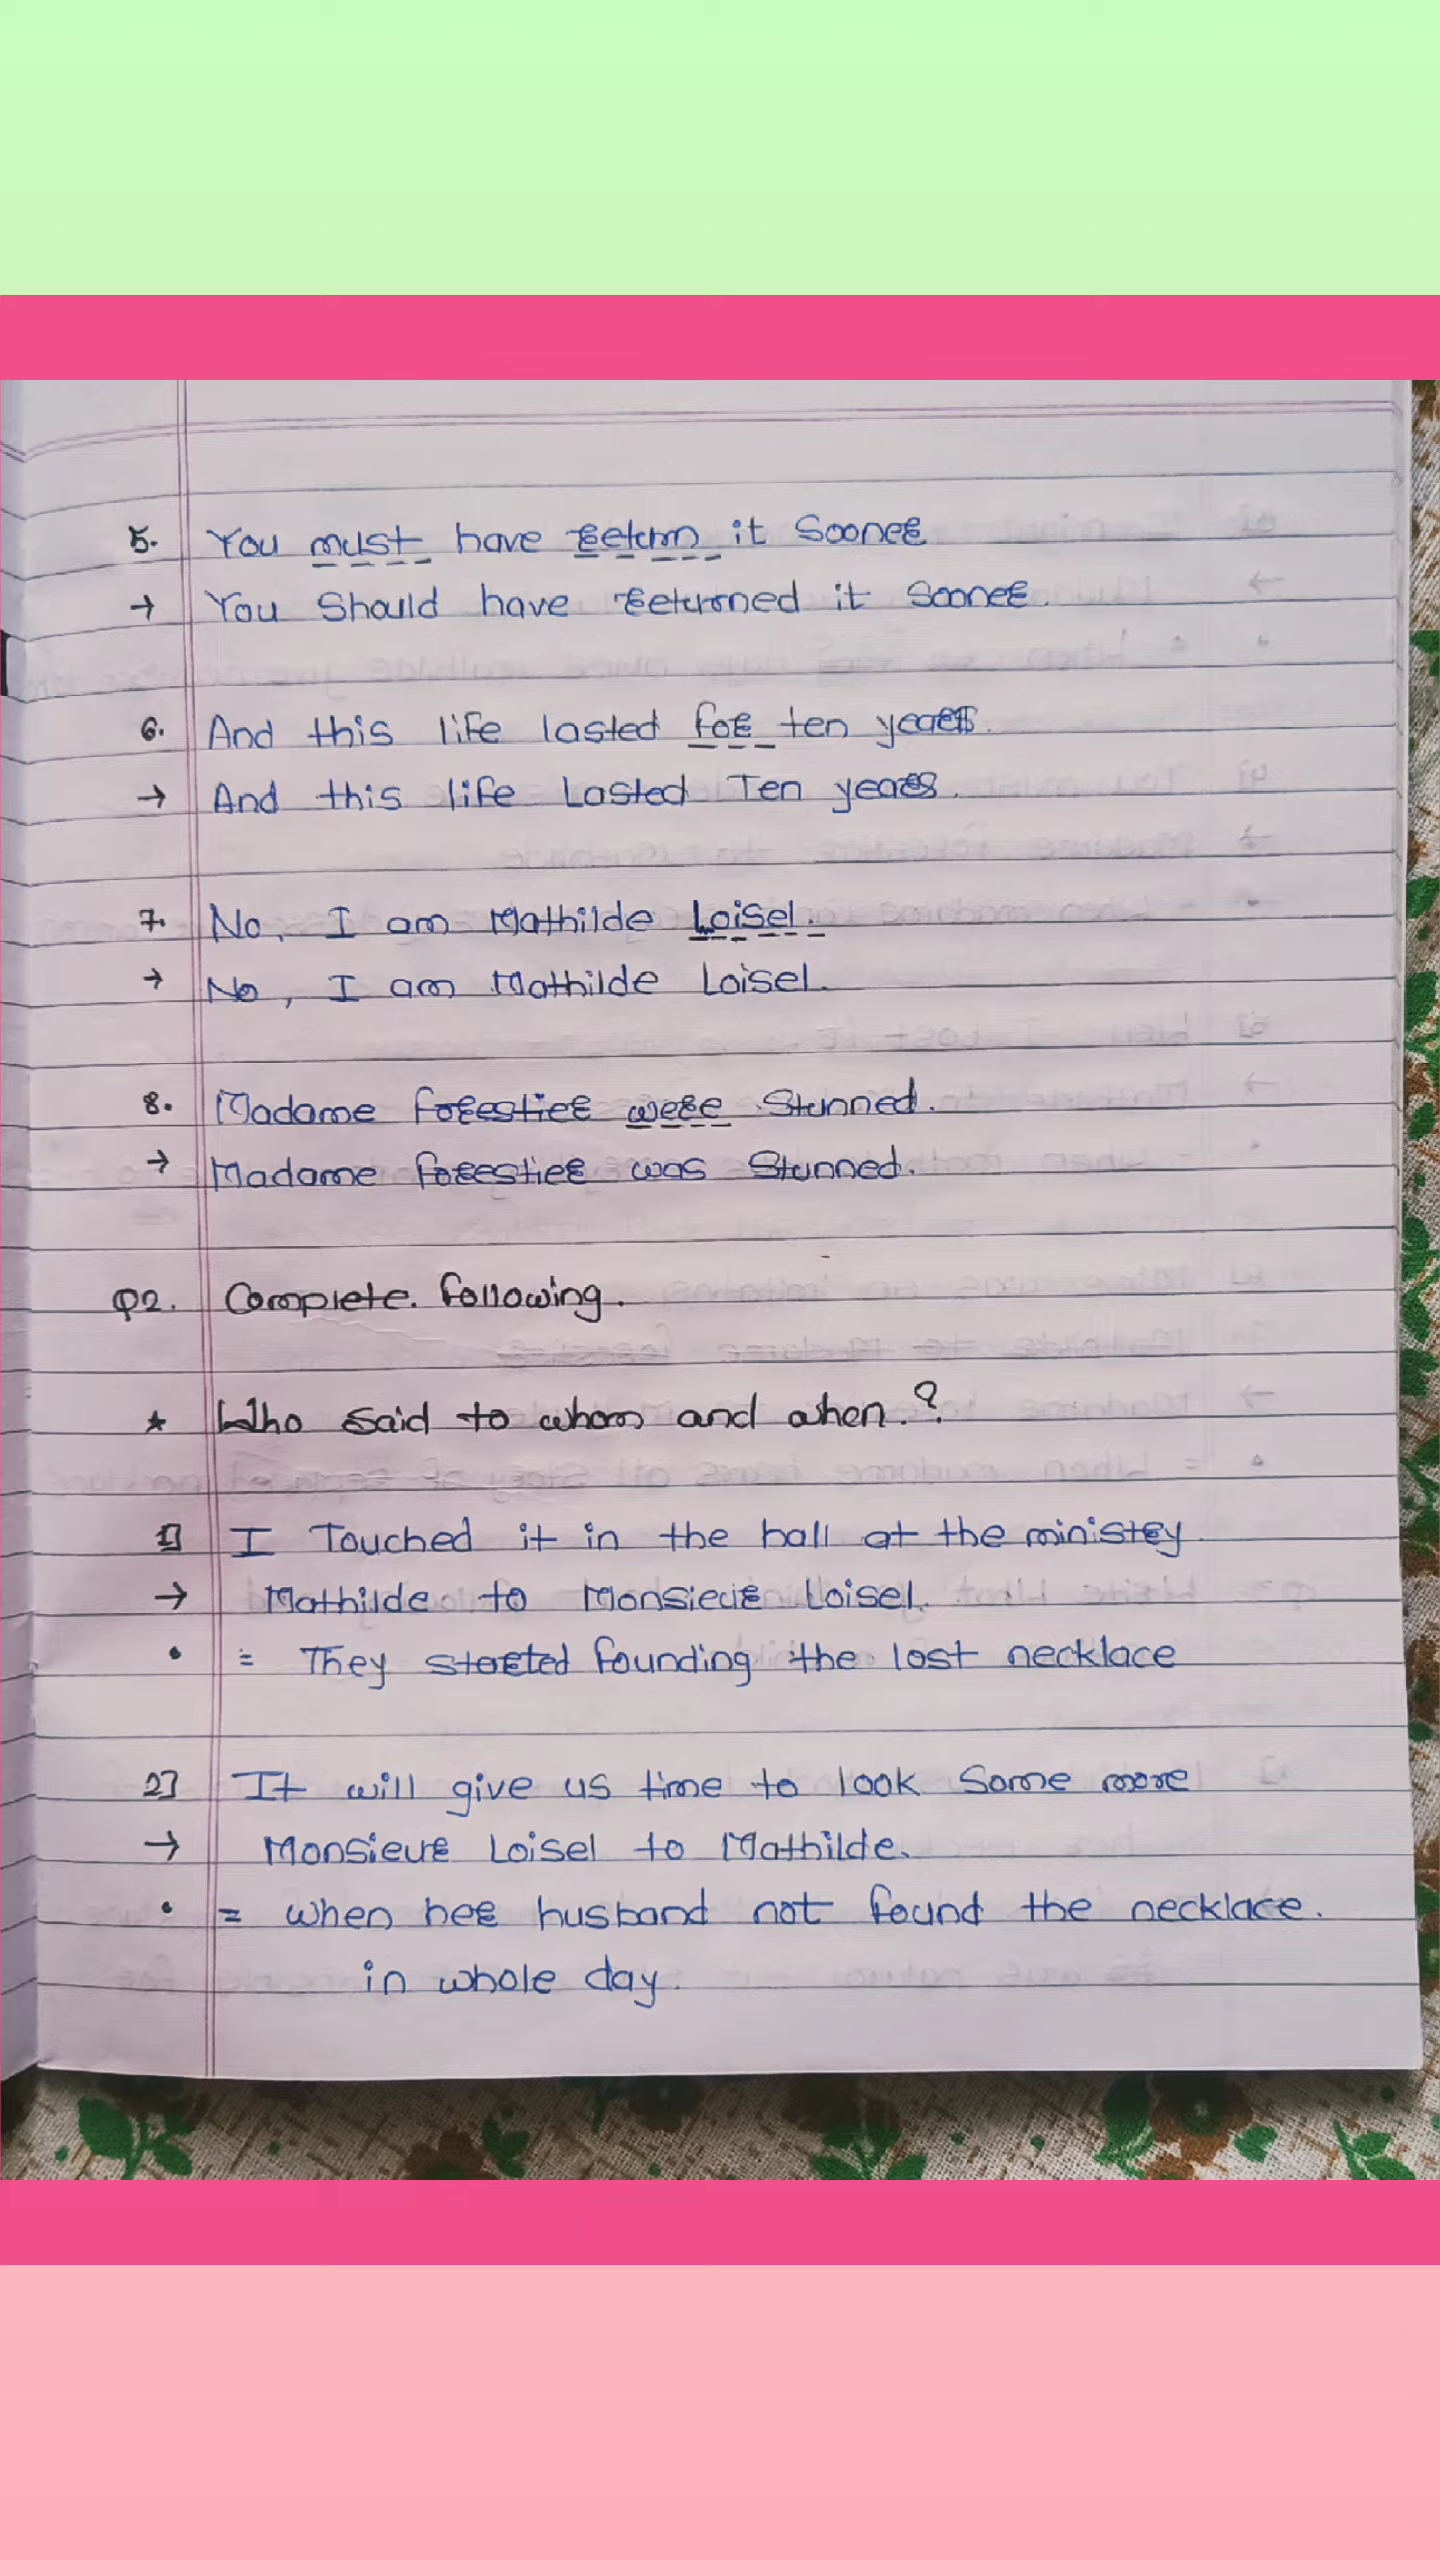 5. You must have return it Sooner
→ You Should have returned it Sooner.
6. And this life lasted for ten years.
→ And this life Lasted Ten years.
7. No, I am Mathilde Loisel.
→ No, I am Mathilde Loisel.
8. Madame forestier were Stunned.
→ Madame forestier was Stunned.
Q2. Complete. following.
★ Who Said to whom and when.?
1] I Touched it in the hall at the ministry
→ Mathilde to Monsieur Loisel.
• = They started founding the lost necklace
2] It will give us time to look Some more
→ Monsieur Loisel to Mathilde.
• = when her husband not found the necklace.
in whole day.